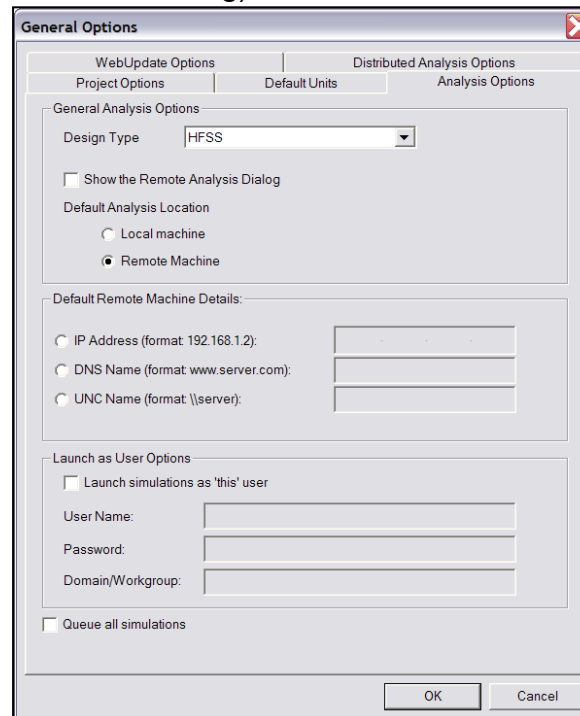 General Options
WebUpdate Options
Distributed Analysis Options
Project Options
Default Units
Analysis Options
General Analysis Options
Design Type
HFSS
Show the Remote Analysis Dialog
Default Analysis Location
Local machine
Remote Machine
Default Remote Machine Details:
IP Address (format: 192.168.1.2):
DNS Name (format: www.server.com):
UNC Name (format: \\server):
Launch as User Options
Launch simulations as 'this' user
User Name:
Password:
Domain/Workgroup:
Queue all simulations
OK
Cancel